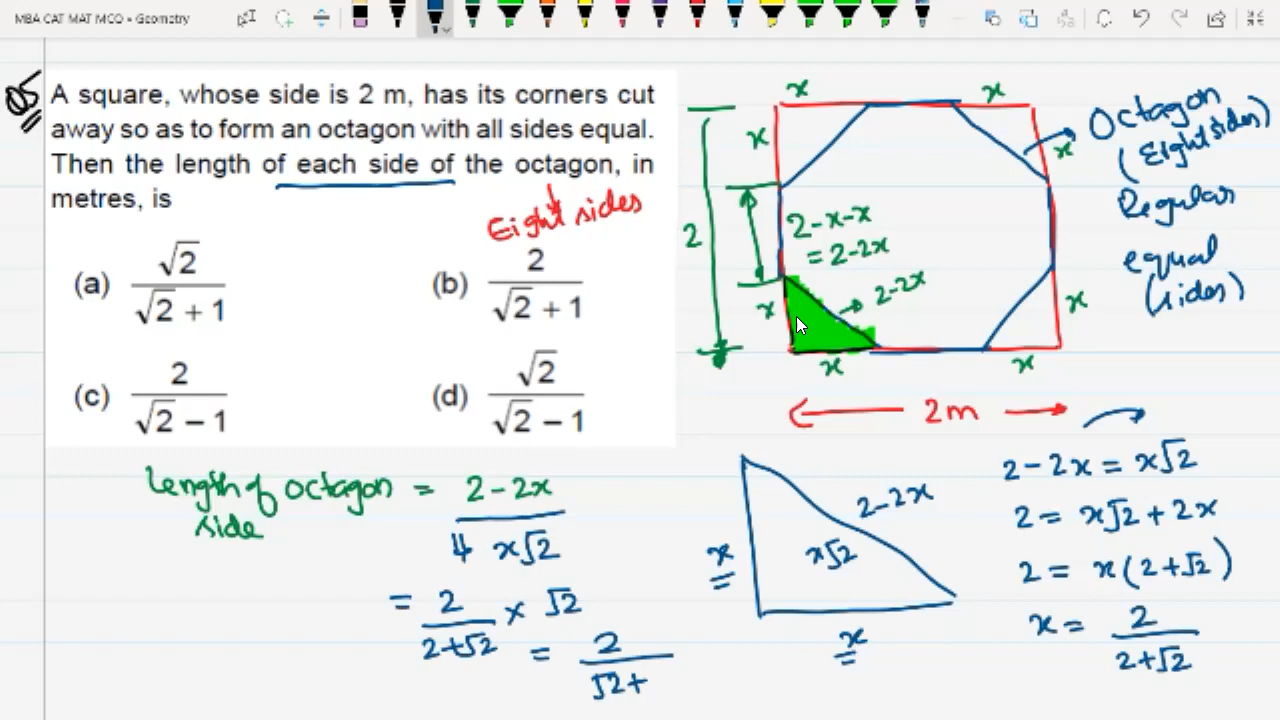 MBA CAT MAT MCQ = Geometry
Q5
A square, whose side is 2 m, has its corners cut
away so as to form an octagon with all sides equal.
Then the length of each side of the octagon, in
metres, is
Eight sides
(a) √2 / √2 + 1
(b) 2 / √2 + 1
(c) 2 / √2 − 1
(d) √2 / √2 − 1
x x
x x
2
2-x-x
= 2-2x
2-2x
x x
x x
2m
Octagon
(Eight sides)
Regular
equal
(sides)
length of octagon = 2-2x
side
4 x√2
= 2 / 2+√2 × √2
= 2 / √2+
2-2x
x√2
x
x
2-2x = x√2
2 = x√2 + 2x
2 = x(2+√2)
x = 2 / 2+√2